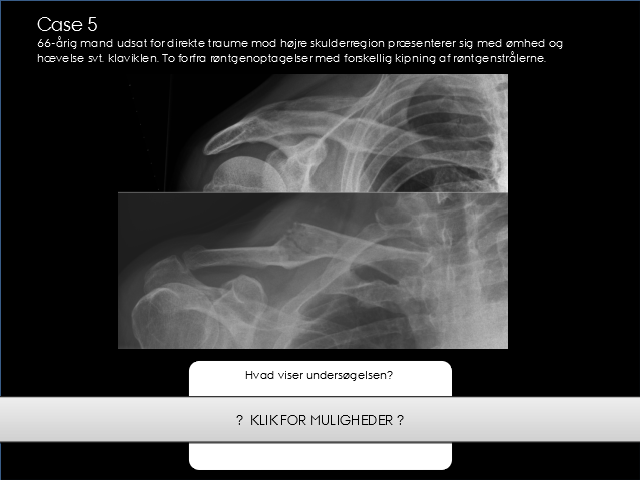 Case 5
66-årig mand udsat for direkte traume mod højre skulderregion præsenterer sig med ømhed og
hævelse svt. klaviklen. To forfra røntgenoptagelser med forskellig kipning af røntgenstrålerne.
Hvad viser undersøgelsen?
? KLIK FOR MULIGHEDER ?